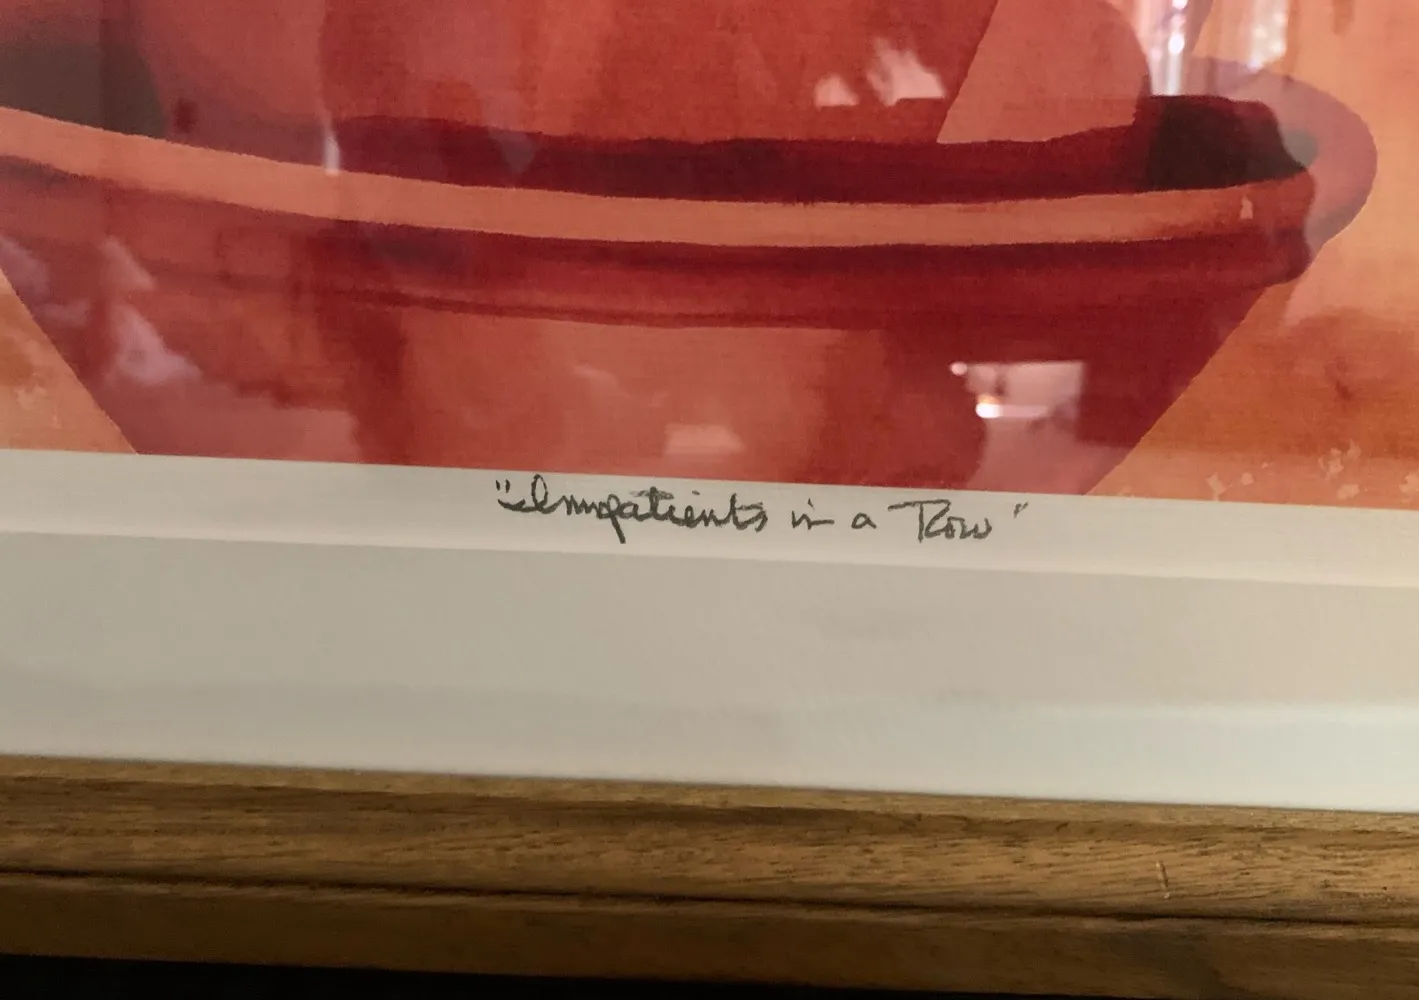 "Impatients in a Row"